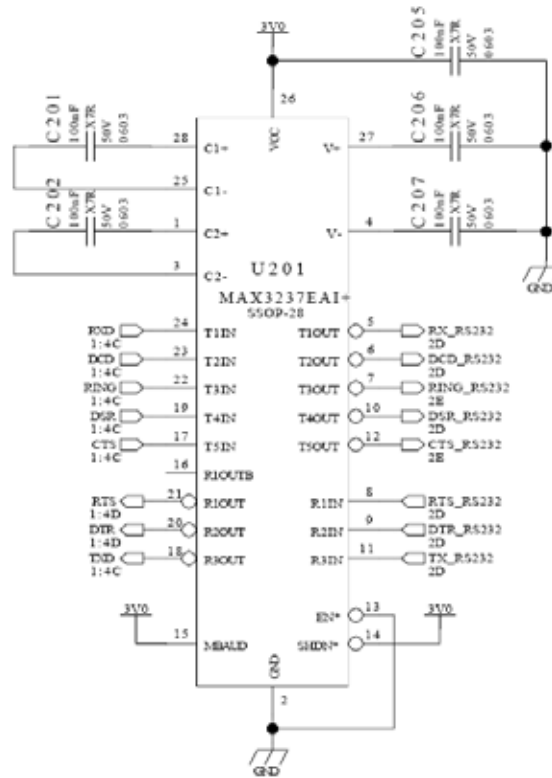 3V0
C205
100nF X7R
50V 0603
26
VCC
C201
100nF X7R
50V 0603
28 C1+
25 C1-
C202
100nF X7R
50V 0603
1 C2+
3 C2-
V+ 27
C206
100nF X7R
50V 0603
V- 4
C207
100nF X7R
50V 0603
GND
U201
MAX3237EAI+
SSOP-28
RXD 24 T1IN
1:4C
DCD 23 T2IN
1:4C
RING 22 T3IN
1:4C
DSR 19 T4IN
1:4C
CTS 17 T5IN
1:4C
16 R1OUTB
RTS 21 R1OUT
1:4D
DTR 20 R2OUT
1:4D
TXD 18 R3OUT
1:4C
T1OUT 5 RX_RS232
2D
T2OUT 6 DCD_RS232
2D
T3OUT 7 RING_RS232
2E
T4OUT 10 DSR_RS232
2D
T5OUT 12 CTS_RS232
2E
R1IN 8 RTS_RS232
2D
R2IN 9 DTR_RS232
2D
R3IN 11 TX_RS232
2D
3V0
15 MBAUD
EN* 13
SHDN* 14
3V0
GND
2
GND